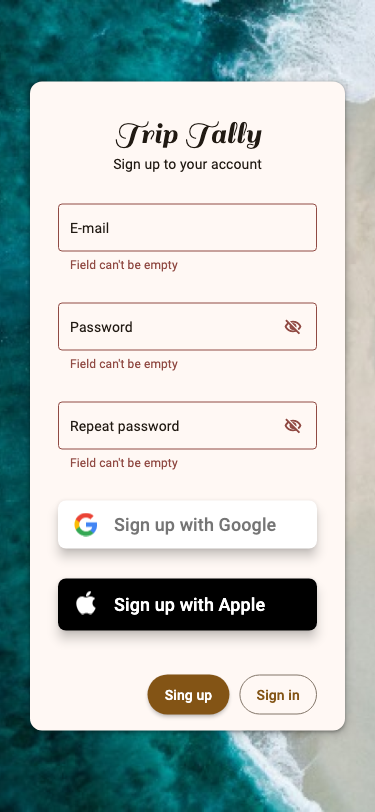 Trip Tally
Sign up to your account
E-mail
Field can't be empty
Password
Field can't be empty
Repeat password
Field can't be empty
Sign up with Google
Sign up with Apple
Sing up
Sign in